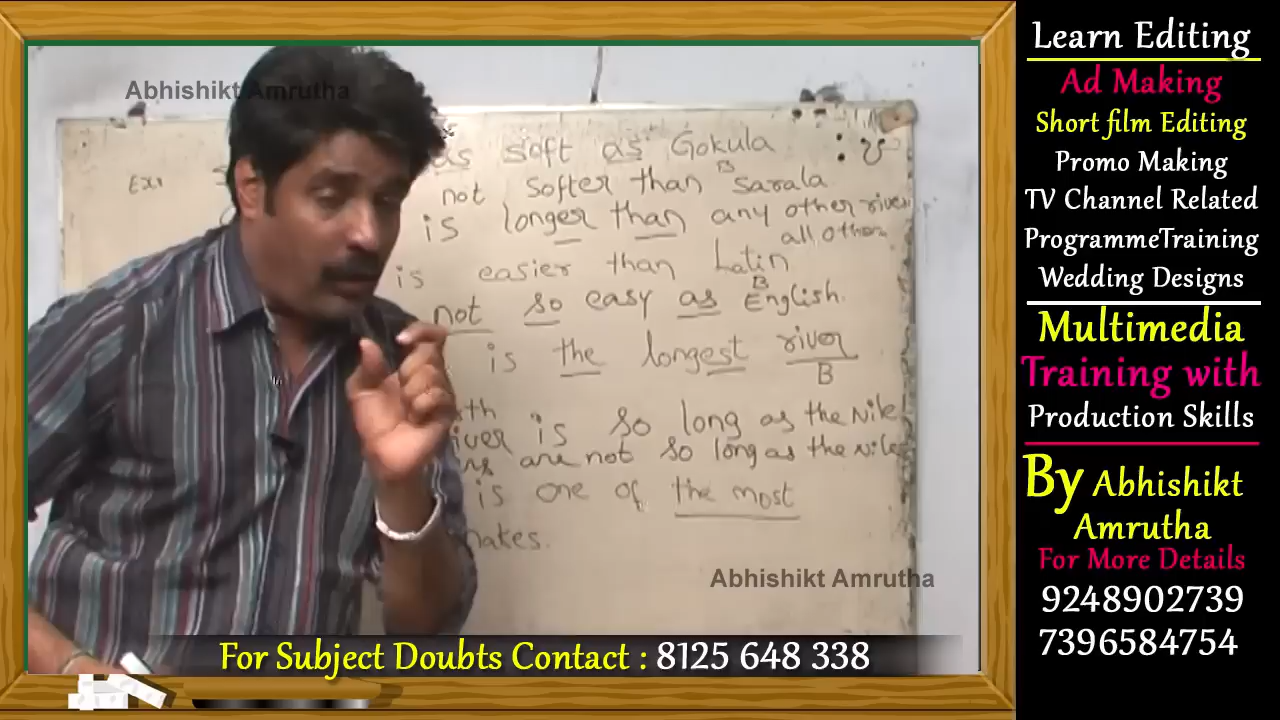 Abhishikt Amrutha
as soft as Gokula
Ex:
not softer than Sarala
B
is longer than any other river
all other
is easier than Latin
B
not so easy as English.
is the longest river
B
river is so long as the Nile
are not so long as the Nile
is one of the most
Abhishikt Amrutha
For Subject Doubts Contact : 8125 648 338
Learn Editing
Ad Making
Short film Editing
Promo Making
TV Channel Related
ProgrammeTraining
Wedding Designs
Multimedia
Training with
Production Skills
By Abhishikt
Amrutha
For More Details
9248902739
7396584754